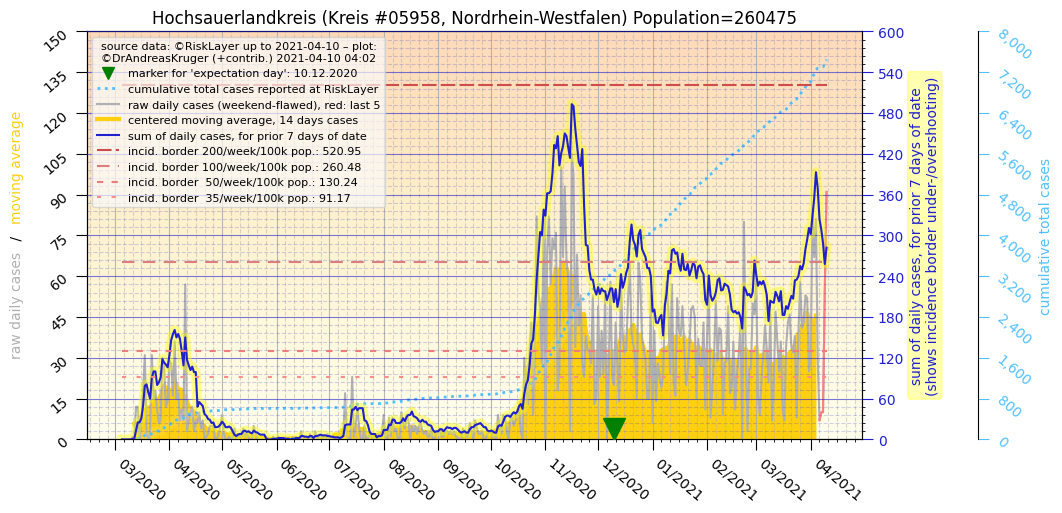 Hochsauerlandkreis (Kreis #05958, Nordrhein-Westfalen) Population=260475
source data: ©RiskLayer up to 2021-04-10 – plot:
©DrAndreasKruger (+contrib.) 2021-04-10 04:02
marker for 'expectation day': 10.12.2020
cumulative total cases reported at RiskLayer
raw daily cases (weekend-flawed), red: last 5
centered moving average, 14 days cases
sum of daily cases, for prior 7 days of date
incid. border 200/week/100k pop.: 520.95
incid. border 100/week/100k pop.: 260.48
incid. border 50/week/100k pop.: 130.24
incid. border 35/week/100k pop.: 91.17
raw daily cases / moving average
150
135
120
105
90
75
60
45
30
15
0
03/2020
04/2020
05/2020
06/2020
07/2020
08/2020
09/2020
10/2020
11/2020
12/2020
01/2021
02/2021
03/2021
04/2021
600
540
480
420
360
300
240
180
120
60
0
sum of daily cases, for prior 7 days of date
(shows incidence border under-/overshooting)
8,000
7,200
6,400
5,600
4,800
4,000
3,200
2,400
1,600
800
0
cumulative total cases